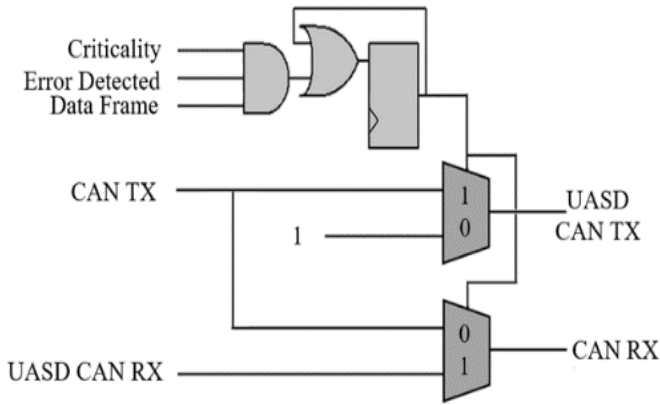 Criticality
Error Detected
Data Frame
CAN TX
1
1
0
UASD
CAN TX
0
1
CAN RX
UASD CAN RX